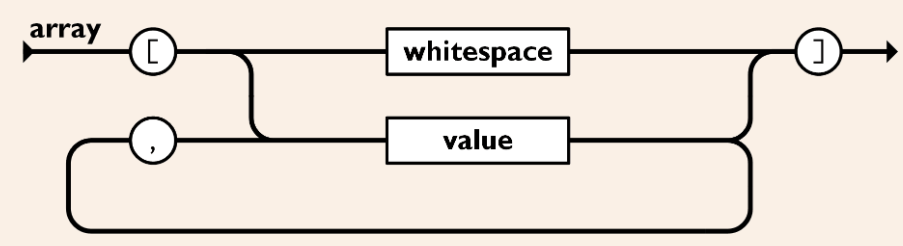 array
[ whitespace ]
, value